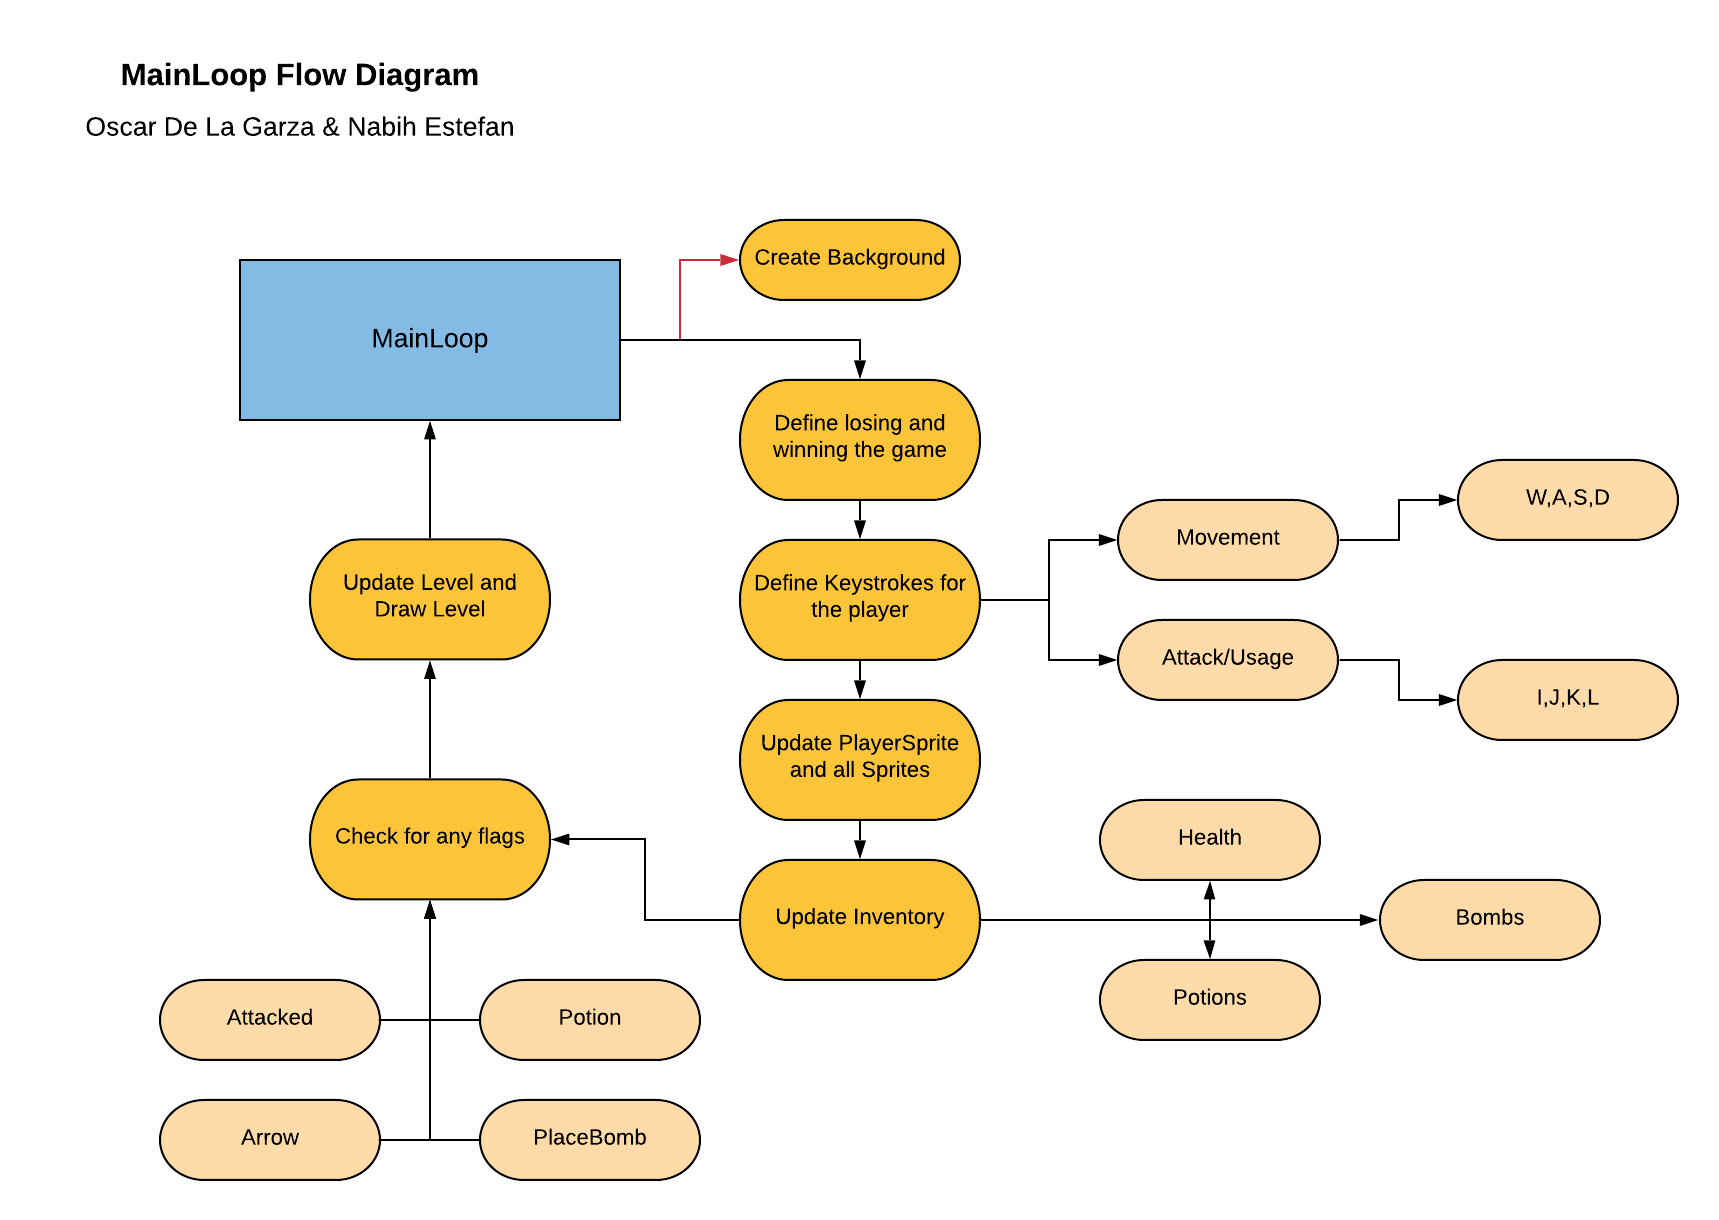 MainLoop Flow Diagram
Oscar De La Garza & Nabih Estefan
Create Background
MainLoop
Define losing and
winning the game
W,A,S,D
Movement
Update Level and
Draw Level
Define Keystrokes for
the player
Attack/Usage
I,J,K,L
Update PlayerSprite
and all Sprites
Check for any flags
Health
Update Inventory
Bombs
Potions
Attacked
Potion
Arrow
PlaceBomb